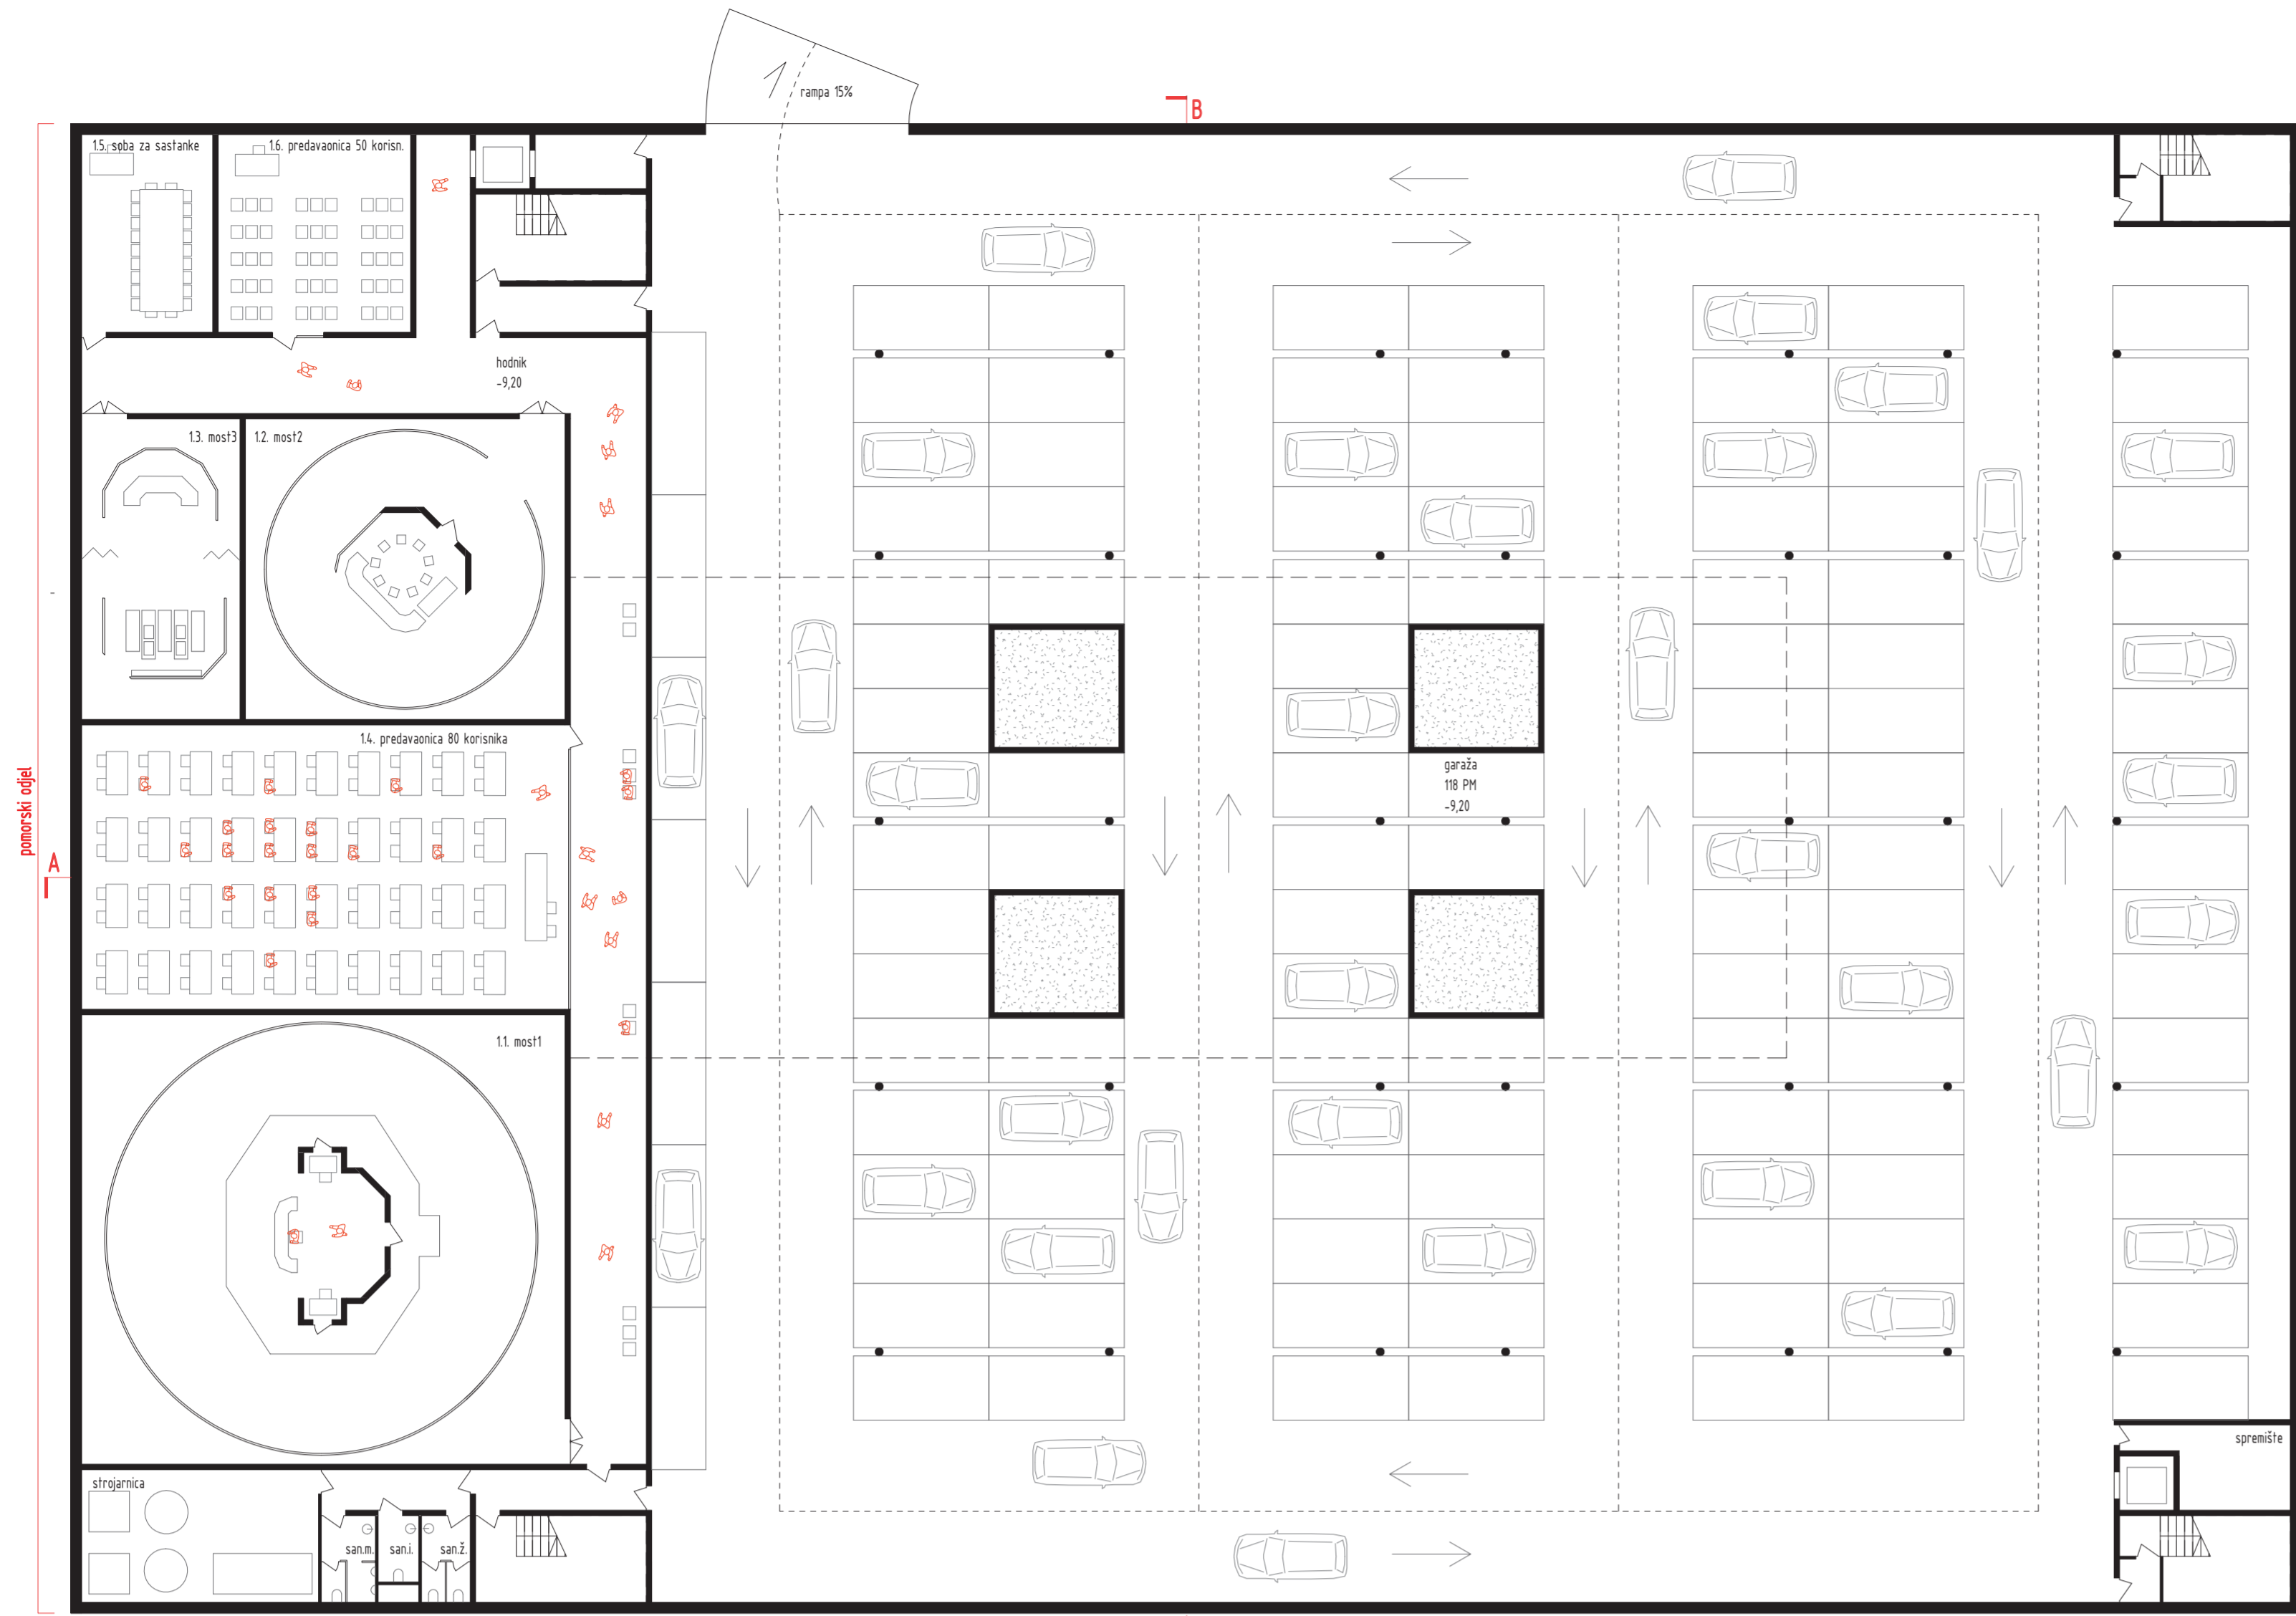 rampa 15%
B
1.5. soba za sastanke
1.6. predavaonica 50 korisn.
hodnik
-9,20
1.3. most3
1.2. most2
1.4. predavaonica 80 korisnika
garaža
118 PM
-9,20
pomorski odjel
A
1.1. most1
spremište
strojarnica
san.m.
san.i.
san.ž.